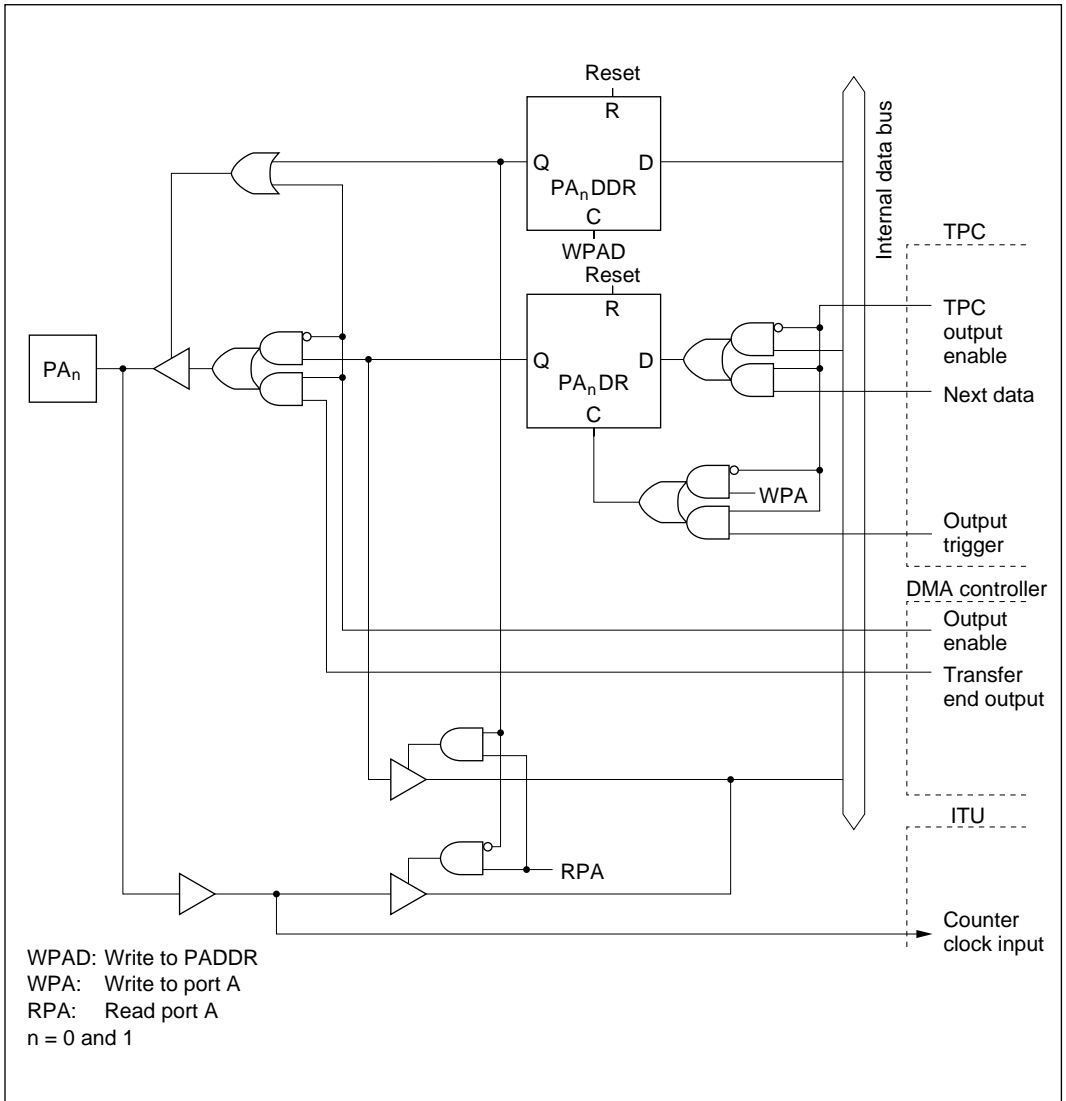 Reset
R
Q
D
PAnDDR
C
WPAD
Internal data bus
TPC
Reset
R
TPC
output
enable
PAn
Q
D
PAnDR
Next data
C
WPA
Output
trigger
DMA controller
Output
enable
Transfer
end output
ITU
RPA
Counter
clock input
WPAD: Write to PADDR
WPA: Write to port A
RPA: Read port A
n = 0 and 1